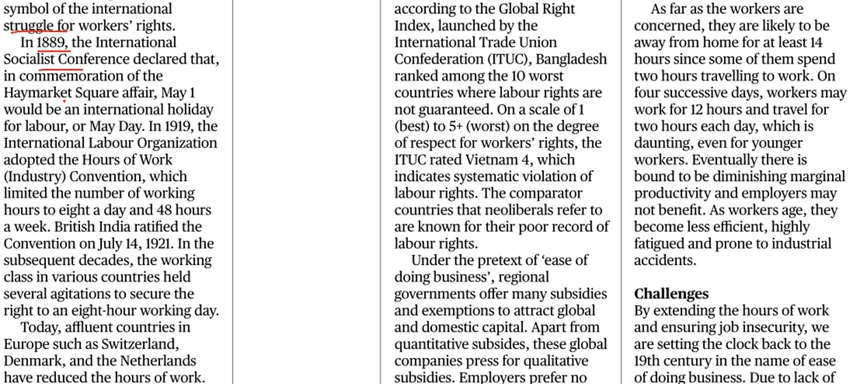 symbol of the international
struggle for workers’ rights.
In 1889, the International
Socialist Conference declared that,
in commemoration of the
Haymarket Square affair, May 1
would be an international holiday
for labour, or May Day. In 1919, the
International Labour Organization
adopted the Hours of Work
(Industry) Convention, which
limited the number of working
hours to eight a day and 48 hours
a week. British India ratified the
Convention on July 14, 1921. In the
subsequent decades, the working
class in various countries held
several agitations to secure the
right to an eight-hour working day.
Today, affluent countries in
Europe such as Switzerland,
Denmark, and the Netherlands
have reduced the hours of work.
according to the Global Right
Index, launched by the
International Trade Union
Confederation (ITUC), Bangladesh
ranked among the 10 worst
countries where labour rights are
not guaranteed. On a scale of 1
(best) to 5+ (worst) on the degree
of respect for workers’ rights, the
ITUC rated Vietnam 4, which
indicates systematic violation of
labour rights. The comparator
countries that neoliberals refer to
are known for their poor record of
labour rights.
Under the pretext of ‘ease of
doing business’, regional
governments offer many subsidies
and exemptions to attract global
and domestic capital. Apart from
quantitative subsides, these global
companies press for qualitative
subsidies. Employers prefer no
As far as the workers are
concerned, they are likely to be
away from home for at least 14
hours since some of them spend
two hours travelling to work. On
four successive days, workers may
work for 12 hours and travel for
two hours each day, which is
daunting, even for younger
workers. Eventually there is
bound to be diminishing marginal
productivity and employers may
not benefit. As workers age, they
become less efficient, highly
fatigued and prone to industrial
accidents.
Challenges
By extending the hours of work
and ensuring job insecurity, we
are setting the clock back to the
19th century in the name of ease
of doing business. Due to lack of